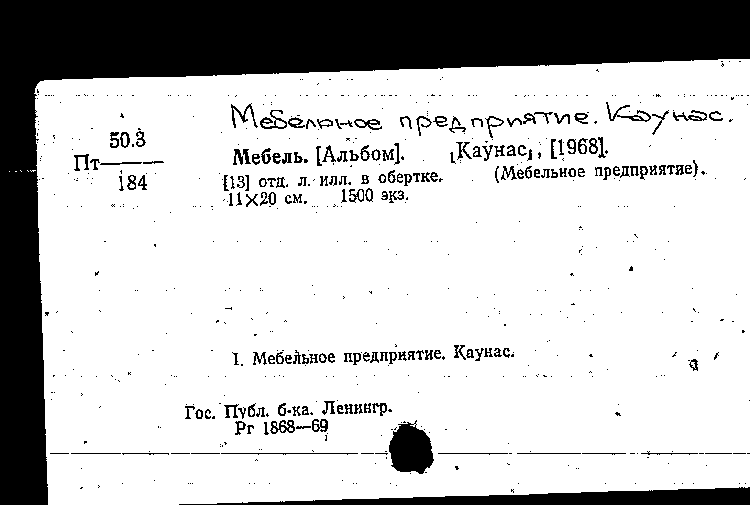 Мебельное предприятие. Каунас.
50.3
Пт
184
Мебель. [Альбом]. [Каунас], [1968].
[13] отд. л. илл. в обертке. (Мебельное предприятие).
11×20 см. 1500 экз.
1. Мебельное предприятие. Каунас.
Гос. Публ. б-ка. Ленингр.
Рг 1868—69